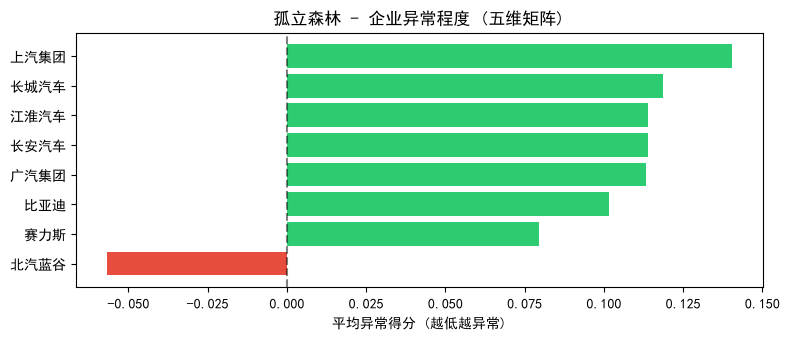 孤立森林 - 企业异常程度 (五维矩阵)
上汽集团
长城汽车
江淮汽车
长安汽车
广汽集团
比亚迪
赛力斯
北汽蓝谷
-0.050 -0.025 0.000 0.025 0.050 0.075 0.100 0.125 0.150
平均异常得分 (越低越异常)